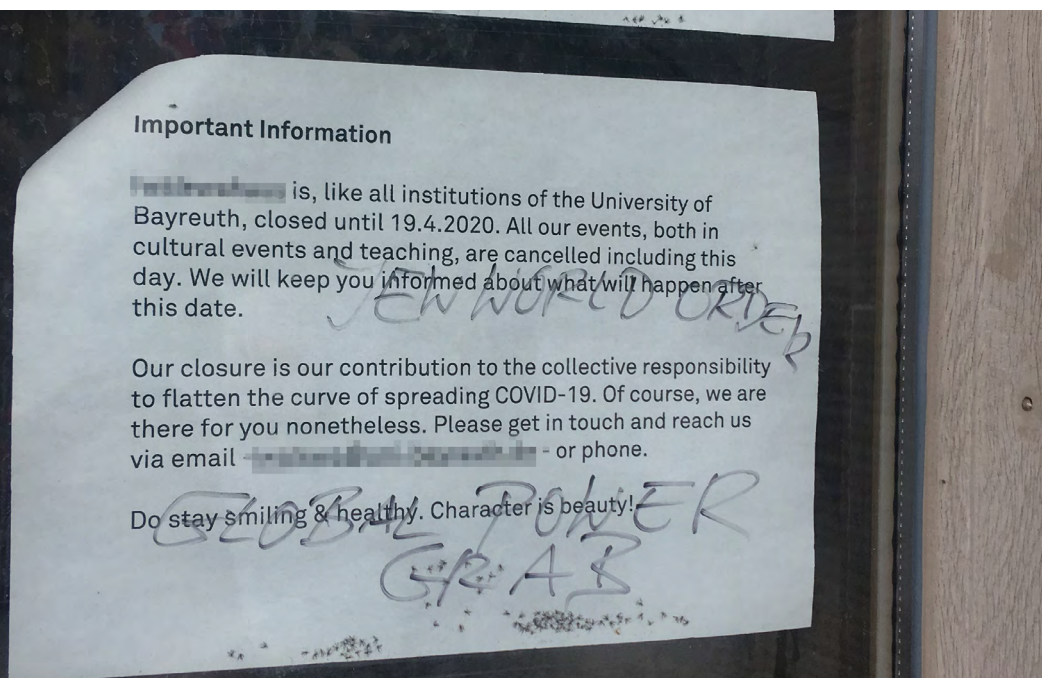 Important Information
is, like all institutions of the University of
Bayreuth, closed until 19.4.2020. All our events, both in
cultural events and teaching, are cancelled including this
day. We will keep you informed about what will happen after
this date.
JEW WORLD ORDER
Our closure is our contribution to the collective responsibility
to flatten the curve of spreading COVID-19. Of course, we are
there for you nonetheless. Please get in touch and reach us
via email - - or phone.
Do stay smiling & healthy. Character is beauty!
GLOBAL POWER
GRAB